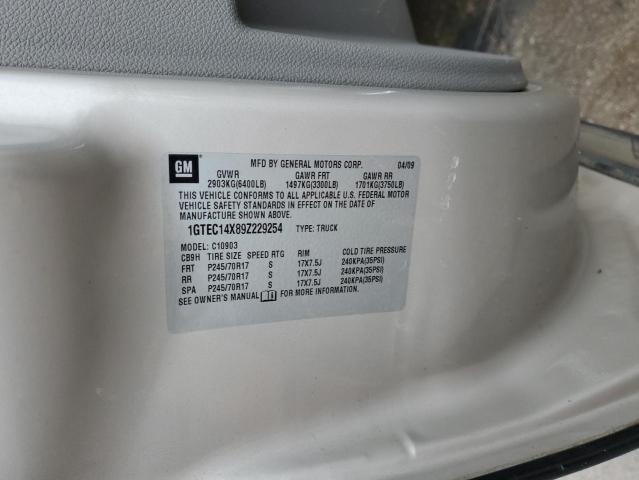 GM
MFD BY GENERAL MOTORS CORP. 04/09
GVWR GAWR FRT GAWR RR
2903KG(6400LB) 1497KG(3300LB) 1701KG(3750LB)
THIS VEHICLE CONFORMS TO ALL APPLICABLE U.S. FEDERAL MOTOR
VEHICLE SAFETY STANDARDS IN EFFECT ON THE DATE OF
MANUFACTURE SHOWN ABOVE.
1GTEC14X89Z229254 TYPE: TRUCK
MODEL: C10903
CB9H TIRE SIZE SPEED RTG RIM COLD TIRE PRESSURE
FRT P245/70R17 S 17X7.5J 240KPA(35PSI)
RR P245/70R17 S 17X7.5J 240KPA(35PSI)
SPA P245/70R17 S 17X7.5J 240KPA(35PSI)
SEE OWNER'S MANUAL FOR MORE INFORMATION.